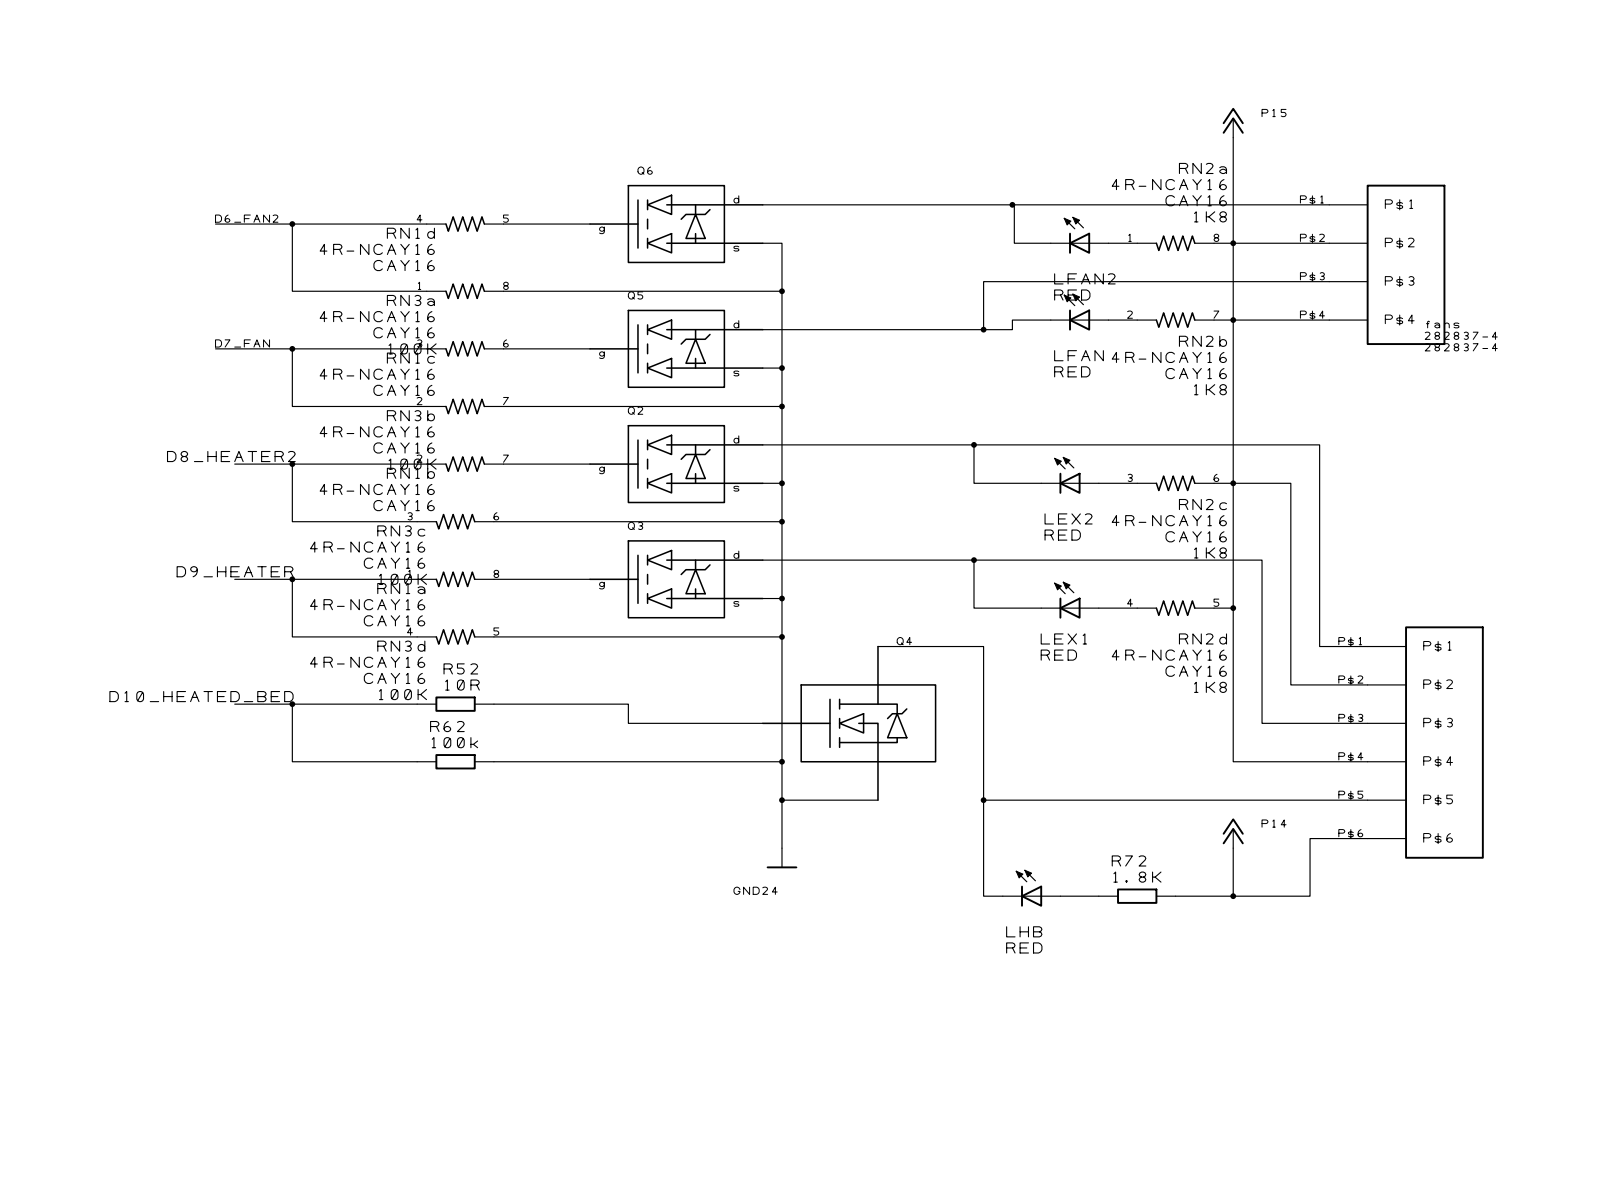 P15
Q6
d
g
s
D6_FAN2
4
5
RN1d
4R-NCAY16
CAY16
1
8
RN3a
4R-NCAY16
CAY16
100K
Q5
d
g
s
D7_FAN
3
6
RN1c
4R-NCAY16
CAY16
2
7
RN3b
4R-NCAY16
CAY16
100K
Q2
d
g
s
D8_HEATER2
2
7
RN1b
4R-NCAY16
CAY16
3
6
RN3c
4R-NCAY16
CAY16
100K
Q3
d
g
s
D9_HEATER
1
8
RN1a
4R-NCAY16
CAY16
4
5
RN3d
4R-NCAY16
CAY16
100K
R52
10R
D10_HEATED_BED
R62
100k
Q4
GND24
RN2a
4R-NCAY16
CAY16
1K8
1
8
LFAN2
RED
2
7
LFAN
RED
RN2b
4R-NCAY16
CAY16
1K8
3
6
LEX2
RED
RN2c
4R-NCAY16
CAY16
1K8
4
5
LEX1
RED
RN2d
4R-NCAY16
CAY16
1K8
P$1
P$1
P$2
P$2
P$3
P$3
P$4
P$4
fans
282837-4
282837-4
P$1
P$1
P$2
P$2
P$3
P$3
P$4
P$4
P$5
P$5
P$6
P$6
P14
R72
1.8K
LHB
RED